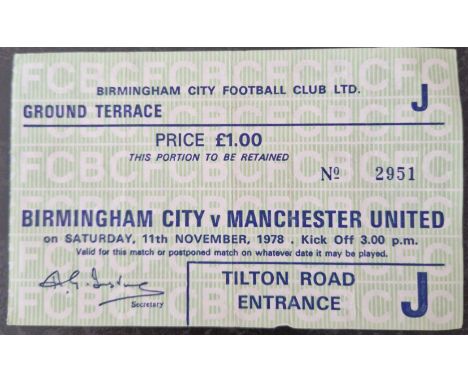 BIRMINGHAM CITY FOOTBALL CLUB LTD.
GROUND TERRACE J
PRICE £1.00
THIS PORTION TO BE RETAINED
Nº 2951
BIRMINGHAM CITY v MANCHESTER UNITED
on SATURDAY, 11th NOVEMBER, 1978 . Kick Off 3.00 p.m.
Valid for this match or postponed match on whatever date it may be played.
Secretary
TILTON ROAD
ENTRANCE J